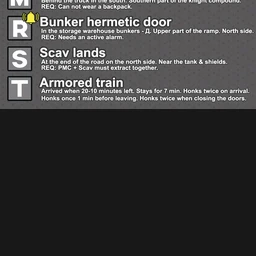 M
Behind the truck in the south. Southern part of the knight compound.
REQ: Can not wear a backpack.
R
Bunker hermetic door
In the storage warehouse bunkers - Д. Upper part of the ramp. North side.
REQ: Needs an active alarm.
S
Scav lands
At the end of the road on the north side. Near the tank & shields.
REQ: PMC + Scav must extract together.
T
Armored train
Arrived when 20-10 minutes left. Stays for 7 min. Honks twice on arrival.
Honks once 1 min before leaving. Honks twice when closing the doors.